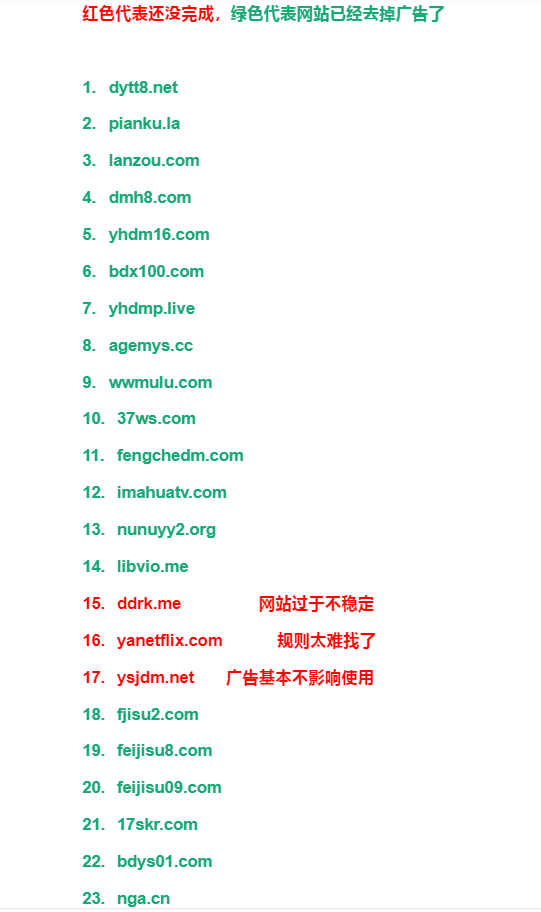 红色代表还没完成，绿色代表网站已经去掉广告了
1. dytt8.net
2. pianku.la
3. lanzou.com
4. dmh8.com
5. yhdm16.com
6. bdx100.com
7. yhdmp.live
8. agemys.cc
9. wwmulu.com
10. 37ws.com
11. fengchedm.com
12. imahuatv.com
13. nunuyy2.org
14. libvio.me
15. ddrk.me 网站过于不稳定
16. yanetflix.com 规则太难找了
17. ysjdm.net 广告基本不影响使用
18. fjisu2.com
19. feijisu8.com
20. feijisu09.com
21. 17skr.com
22. bdys01.com
23. nga.cn